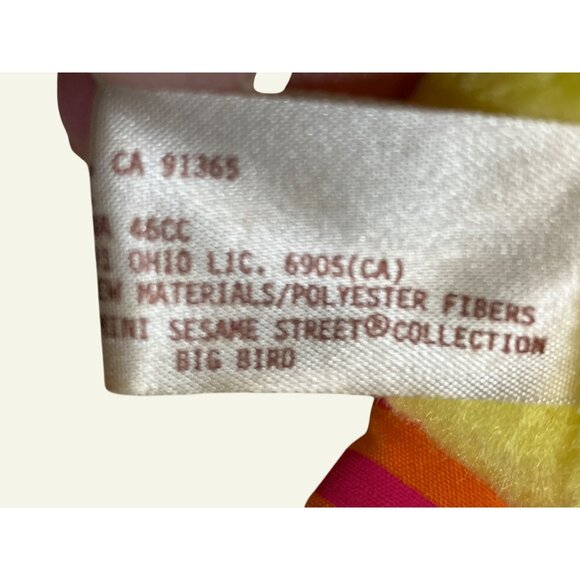 CA 91365
46CC
OHIO LIC. 6905(CA)
MATERIALS/POLYESTER FIBERS
SESAME STREET®COLLECTION
BIG BIRD